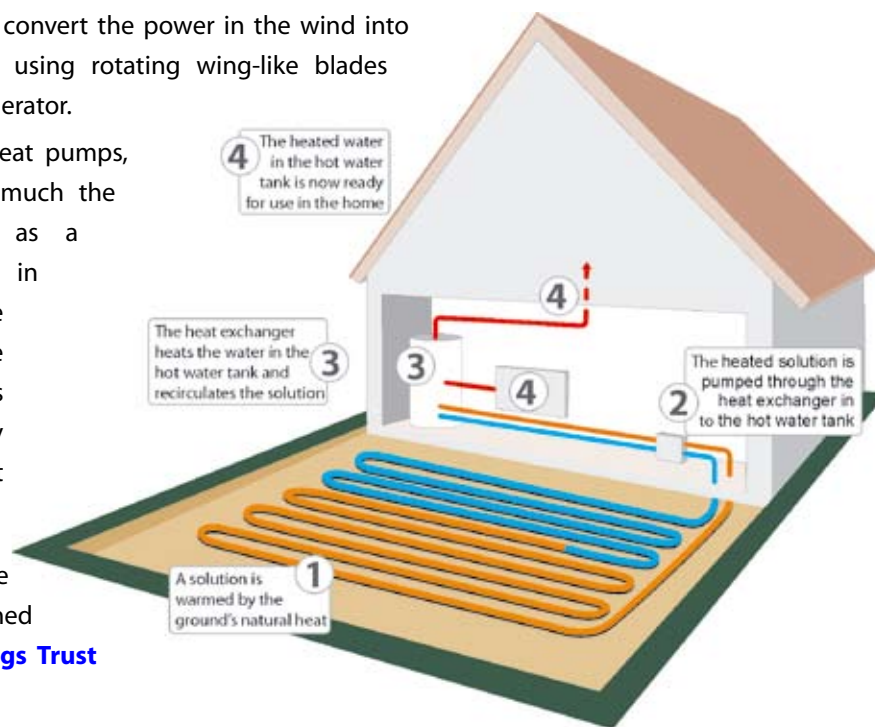 convert the power in the wind into
using rotating wing-like blades
erator.
eat pumps,
much the
as a
in
4
The heated water
in the hot water
tank is now ready
for use in the home
4
The heat exchanger
heats the water in the
hot water tank and
recirculates the solution
3
3
4
2
The heated solution is
pumped through the
heat exchanger in
to the hot water tank
1
A solution is
warmed by the
ground's natural heat
gs Trust